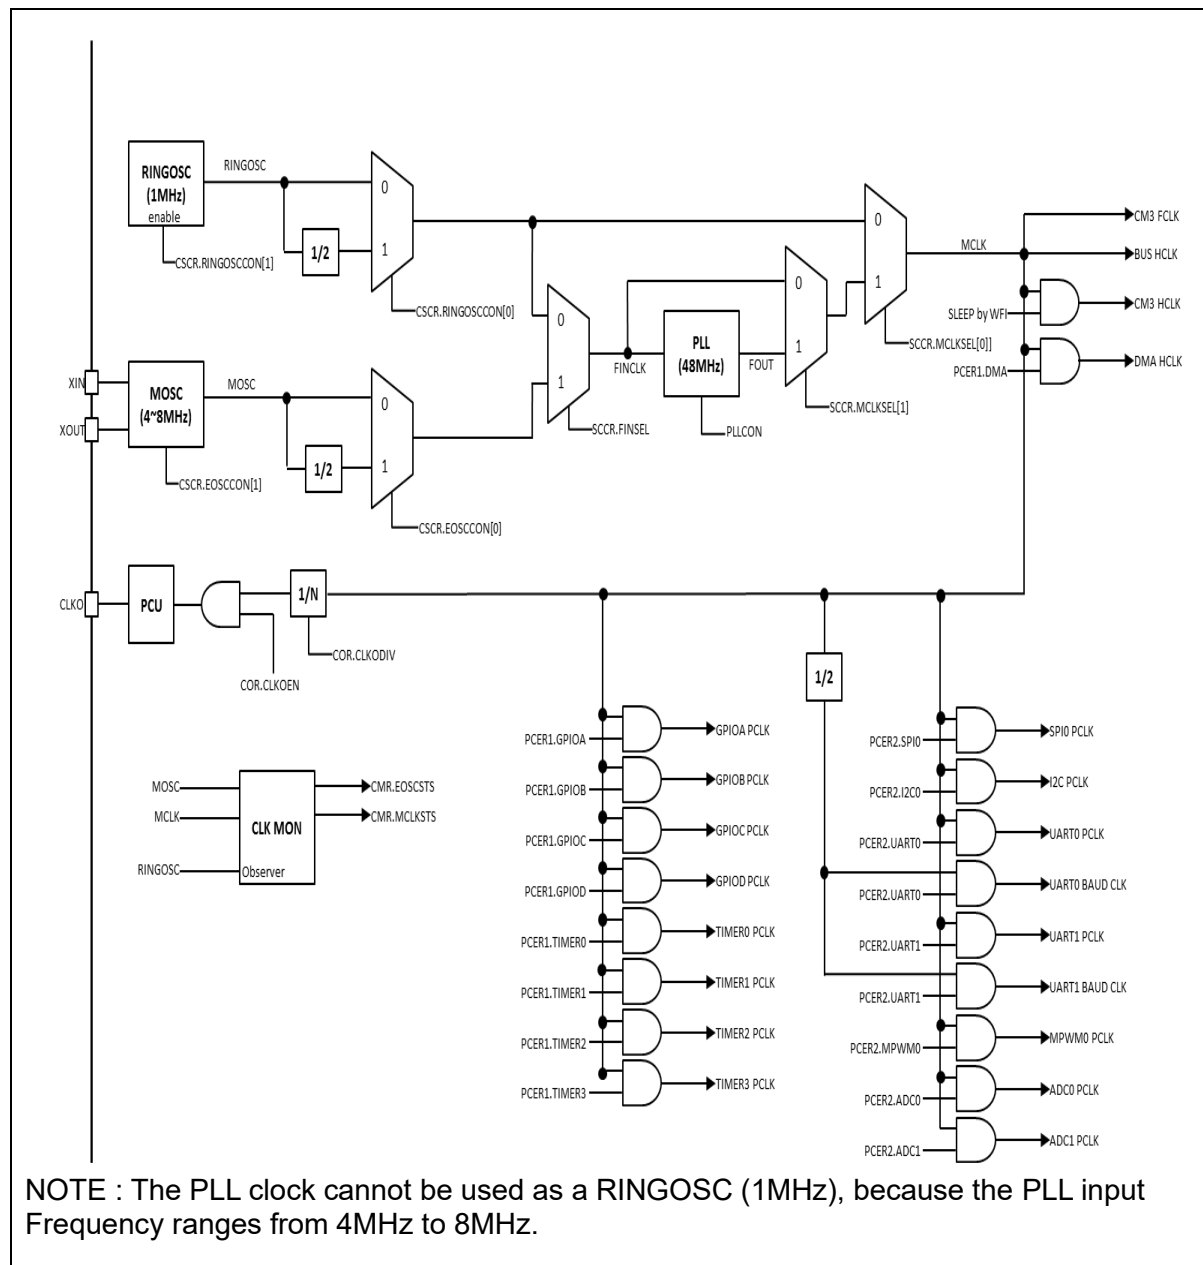 RINGOSC
(1MHz)
enable
RINGOSC
1/2
0
1
CSCR.RINGOSCCON[1]
CSCR.RINGOSCCON[0]
XIN
XOUT
MOSC
(4~8MHz)
MOSC
1/2
0
1
CSCR.EOSCCON[1]
CSCR.EOSCCON[0]
0
1
SCCR.FINSEL
FINCLK
PLL
(48MHz)
PLLCON
FOUT
0
1
SCCR.MCLKSEL[1]
0
1
SCCR.MCLKSEL[0]]
MCLK
CM3 FCLK
BUS HCLK
SLEEP by WFI
CM3 HCLK
PCER1.DMA
DMA HCLK
CLKO
PCU
1/N
COR.CLKODIV
COR.CLKOEN
1/2
MOSC
MCLK
RINGOSC
CLK MON
Observer
CMR.EOSCSTS
CMR.MCLKSTS
PCER1.GPIOA
GPIOA PCLK
PCER1.GPIOB
GPIOB PCLK
PCER1.GPIOC
GPIOC PCLK
PCER1.GPIOD
GPIOD PCLK
PCER1.TIMER0
TIMER0 PCLK
PCER1.TIMER1
TIMER1 PCLK
PCER1.TIMER2
TIMER2 PCLK
PCER1.TIMER3
TIMER3 PCLK
PCER2.SPI0
SPI0 PCLK
PCER2.I2C0
I2C PCLK
PCER2.UART0
UART0 PCLK
PCER2.UART0
UART0 BAUD CLK
PCER2.UART1
UART1 PCLK
PCER2.UART1
UART1 BAUD CLK
PCER2.MPWM0
MPWM0 PCLK
PCER2.ADC0
ADC0 PCLK
PCER2.ADC1
ADC1 PCLK
NOTE : The PLL clock cannot be used as a RINGOSC (1MHz), because the PLL input
Frequency ranges from 4MHz to 8MHz.